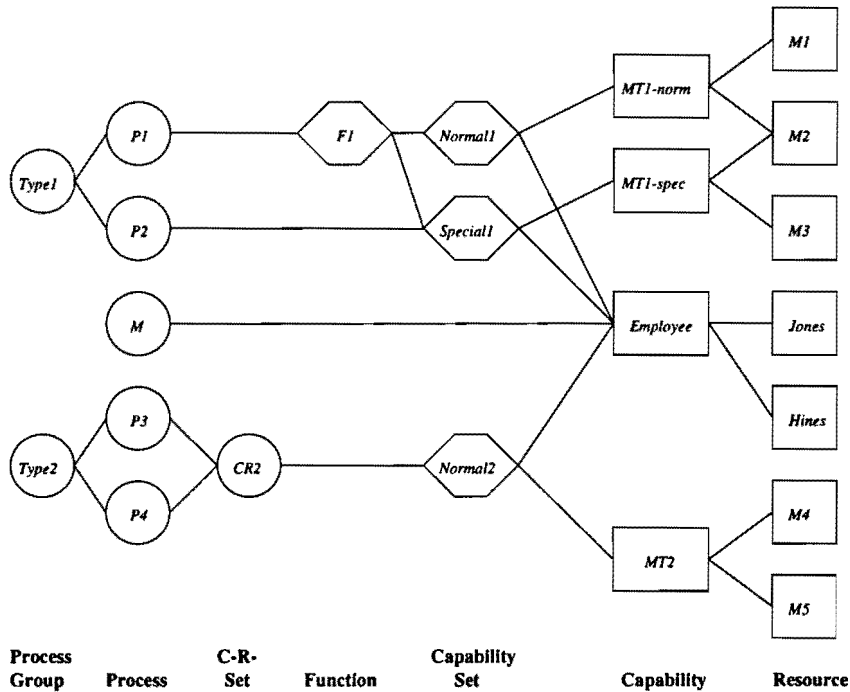 M1
MT1-norm
P1
F1
Normal1
M2
Type1
MT1-spec
P2
Special1
M3
M
Employee
Jones
P3
Hines
Type2
CR2
Normal2
P4
M4
MT2
M5
Process
Group
Process
C-R-
Set
Function
Capability
Set
Capability
Resource